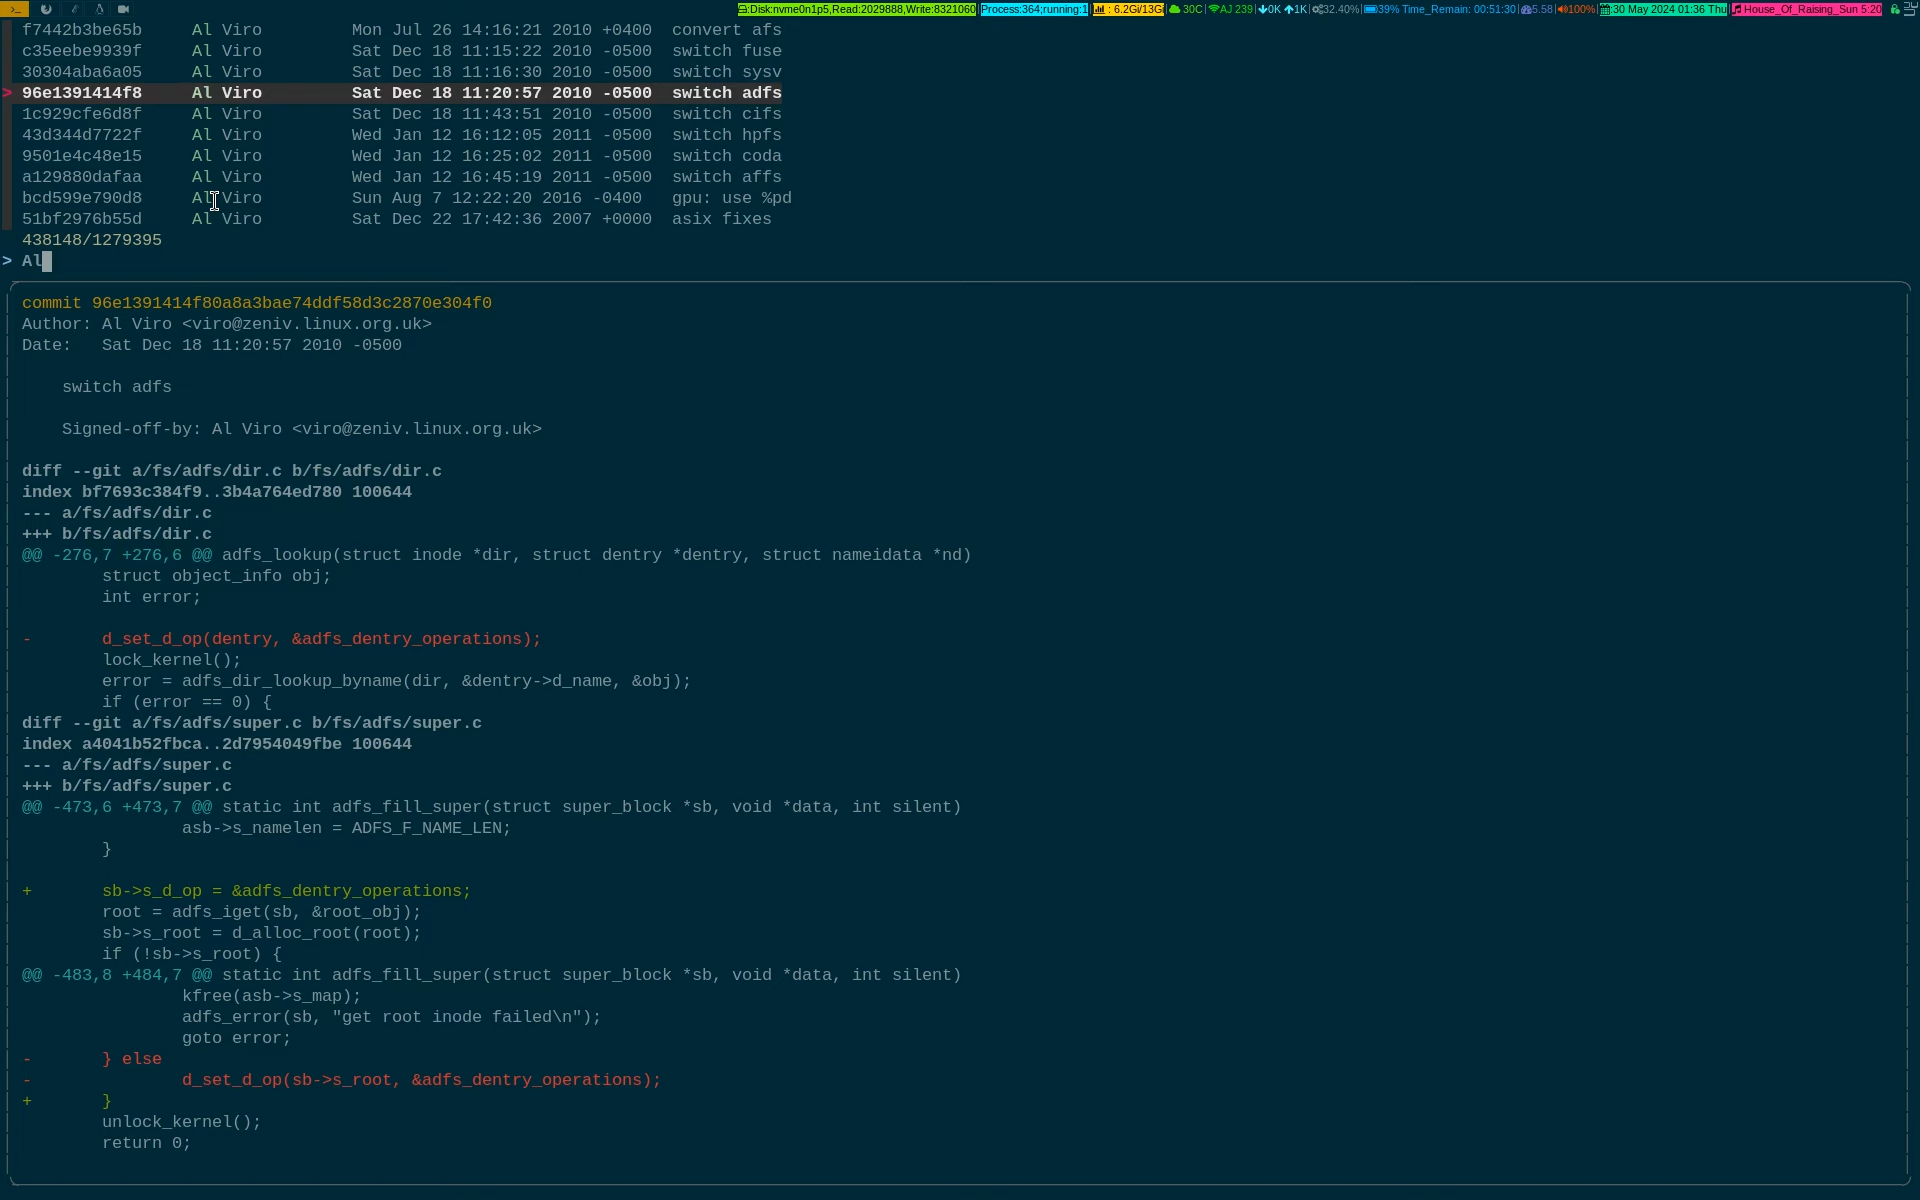 >_ Disk:nvme0n1p5,Read:2029888,Write:8321060 Process:364;running:1 : 6.2Gi/13Gi 30C AJ 239 0K 1K 32.40% 39% Time_Remain: 00:51:30 5.58 100% :30 May 2024 01:36 Thu House_Of_Raising_Sun 5:20
f7442b3be65b     Al Viro         Mon Jul 26 14:16:21 2010 +0400  convert afs
c35eebe9939f     Al Viro         Sat Dec 18 11:15:22 2010 -0500  switch fuse
30304aba6a05     Al Viro         Sat Dec 18 11:16:30 2010 -0500  switch sysv
> 96e1391414f8     Al Viro         Sat Dec 18 11:20:57 2010 -0500  switch adfs
1c929cfe6d8f     Al Viro         Sat Dec 18 11:43:51 2010 -0500  switch cifs
43d344d7722f     Al Viro         Wed Jan 12 16:12:05 2011 -0500  switch hpfs
9501e4c48e15     Al Viro         Wed Jan 12 16:25:02 2011 -0500  switch coda
a129880dafaa     Al Viro         Wed Jan 12 16:45:19 2011 -0500  switch affs
bcd599e790d8     Al Viro         Sun Aug 7 12:22:20 2016 -0400   gpu: use %pd
51bf2976b55d     Al Viro         Sat Dec 22 17:42:36 2007 +0000  asix fixes
438148/1279395
> Al
commit 96e1391414f80a8a3bae74ddf58d3c2870e304f0
Author: Al Viro <viro@zeniv.linux.org.uk>
Date:   Sat Dec 18 11:20:57 2010 -0500
switch adfs
Signed-off-by: Al Viro <viro@zeniv.linux.org.uk>
diff --git a/fs/adfs/dir.c b/fs/adfs/dir.c
index bf7693c384f9..3b4a764ed780 100644
--- a/fs/adfs/dir.c
+++ b/fs/adfs/dir.c
@@ -276,7 +276,6 @@ adfs_lookup(struct inode *dir, struct dentry *dentry, struct nameidata *nd)
        struct object_info obj;
        int error;
-       d_set_d_op(dentry, &adfs_dentry_operations);
        lock_kernel();
        error = adfs_dir_lookup_byname(dir, &dentry->d_name, &obj);
        if (error == 0) {
diff --git a/fs/adfs/super.c b/fs/adfs/super.c
index a4041b52fbca..2d7954049fbe 100644
--- a/fs/adfs/super.c
+++ b/fs/adfs/super.c
@@ -473,6 +473,7 @@ static int adfs_fill_super(struct super_block *sb, void *data, int silent)
                asb->s_namelen = ADFS_F_NAME_LEN;
        }
+       sb->s_d_op = &adfs_dentry_operations;
        root = adfs_iget(sb, &root_obj);
        sb->s_root = d_alloc_root(root);
        if (!sb->s_root) {
@@ -483,8 +484,7 @@ static int adfs_fill_super(struct super_block *sb, void *data, int silent)
                kfree(asb->s_map);
                adfs_error(sb, "get root inode failed\n");
                goto error;
-       } else
-               d_set_d_op(sb->s_root, &adfs_dentry_operations);
+       }
        unlock_kernel();
        return 0;